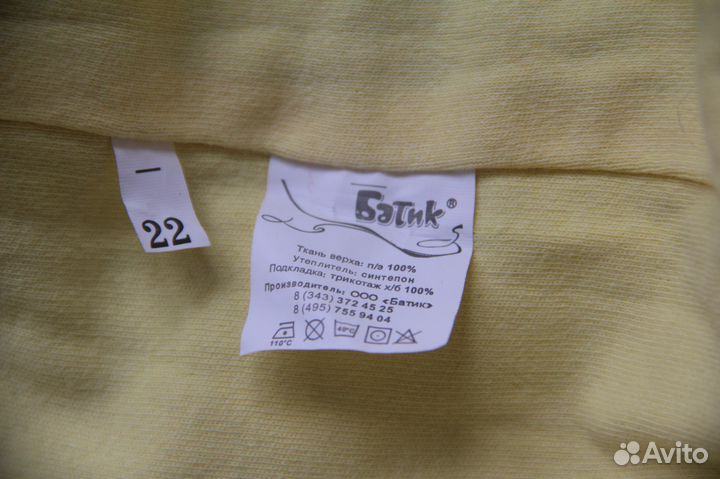 22
Батик®
Ткань верха: п/э 100%
Утеплитель: синтепон
Подкладка: трикотаж х/б 100%
Производитель: ООО «Батик»
8 (343) 372 45 25
8 (495) 755 94 04
40°C
110°C
Avito